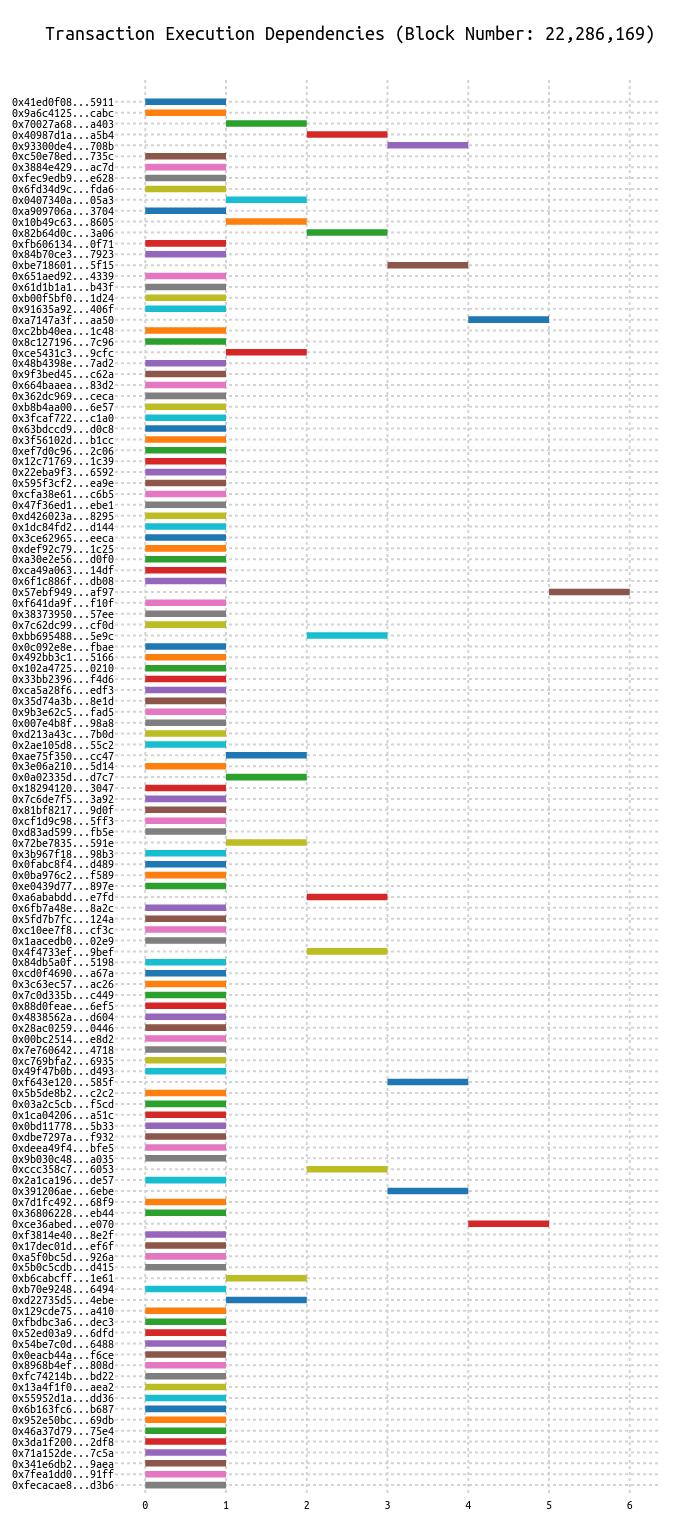 Transaction Execution Dependencies (Block Number: 22,286,169)
0x41ed0f08...5911
0x9a6c4125...cabc
0x70027a68...a403
0x40987d1a...a5b4
0x93300de4...708b
0xc50e78ed...735c
0x3884e429...ac7d
0xfec9edb9...e628
0x6fd34d9c...fda6
0x0407340a...05a3
0xa909706a...3704
0x10b49c63...8605
0x82b64d0c...3a06
0xfb606134...0f71
0x84b70ce3...7923
0xbe718601...5f15
0x651aed92...4339
0x61d1b1a1...b43f
0xb00f5bf0...1d24
0x91635a92...406f
0xa7147a3f...aa50
0xc2bb40ea...1c48
0x8c127196...7c96
0xce5431c3...9cfc
0x48b4398e...7ad2
0x9f3bed45...c62a
0x664baaea...83d2
0x362dc969...ceca
0xb8b4aa00...6e57
0x3fcaf722...c1a0
0x63bdccd9...d0c8
0x3f56102d...b1cc
0xef7d0c96...2c06
0x12c71769...1c39
0x22eba9f3...6592
0x595f3cf2...ea9e
0xcfa38e61...c6b5
0x47f36ed1...ebe1
0xd426023a...8295
0x1dc84fd2...d144
0x3ce62965...eeca
0xdef92c79...1c25
0xa30e2e56...d0f0
0xca49a063...14df
0x6f1c886f...db08
0x57ebf949...af97
0xf641da9f...f10f
0x38373950...57ee
0x7c62dc99...cf0d
0xbb695488...5e9c
0x0c092e8e...fbae
0x492bb3c1...5166
0x102a4725...0210
0x33bb2396...f4d6
0xca5a28f6...edf3
0x35d74a3b...8e1d
0x9b3e62c5...fad5
0x007e4b8f...98a8
0xd213a43c...7b0d
0x2ae105d8...55c2
0xae75f350...cc47
0x3e06a210...5d14
0x0a02335d...d7c7
0x18294120...3047
0x7c6de7f5...3a92
0x81bf8217...9d0f
0xcf1d9c98...5ff3
0xd83ad599...fb5e
0x72be7835...591e
0x3b967f18...98b3
0x0fabc8f4...d489
0x0ba976c2...f589
0xe0439d77...897e
0xa6ababdd...e7fd
0x6fb7a48e...8a2c
0x5fd7b7fc...124a
0xc10ee7f8...cf3c
0x1aacedb0...02e9
0x4f4733ef...9bef
0x84db5a0f...5198
0xcd0f4690...a67a
0x3c63ec57...ac26
0x7c0d335b...c449
0x88d0feae...6ef5
0x4838562a...d604
0x28ac0259...0446
0x00bc2514...e8d2
0x7e760642...4718
0xc769bfa2...6935
0x49f47b0b...d493
0xf643e120...585f
0x5b5de8b2...c2c2
0x03a2c5cb...f5cd
0x1ca04206...a51c
0x0bd11778...5b33
0xdbe7297a...f932
0xdeea49f4...bfe5
0x9b030c48...a035
0xccc358c7...6053
0x2a1ca196...de57
0x391206ae...6ebe
0x7d1fc492...68f9
0x36806228...eb44
0xce36abed...e070
0xf3814e40...8e2f
0x17dec01d...ef6f
0xa5f0bc5d...926a
0x5b0c5cdb...d415
0xb6cabcff...1e61
0xb70e9248...6494
0xd22735d5...4ebe
0x129cde75...a410
0xfbdbc3a6...dec3
0x52ed03a9...6dfd
0x54be7c0d...6488
0x0eacb44a...f6ce
0x8968b4ef...808d
0xfc74214b...bd22
0x13a4f1f0...aea2
0x55952d1a...dd36
0x6b163fc6...b687
0x952e50bc...69db
0x46a37d79...75e4
0x3da1f200...2df8
0x71a152de...7c5a
0x341e6db2...9aea
0x7fea1dd0...91ff
0xfecacae8...d3b6
0 1 2 3 4 5 6